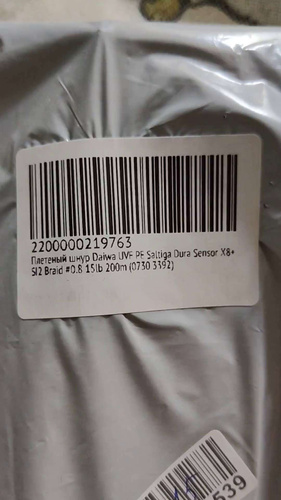 2200000219763
Плетеный шнур Daiwa UVF PE Saltiga Dura Sensor X8+
SI2 Braid #0.8 15lb 200m (0730 3392)
539